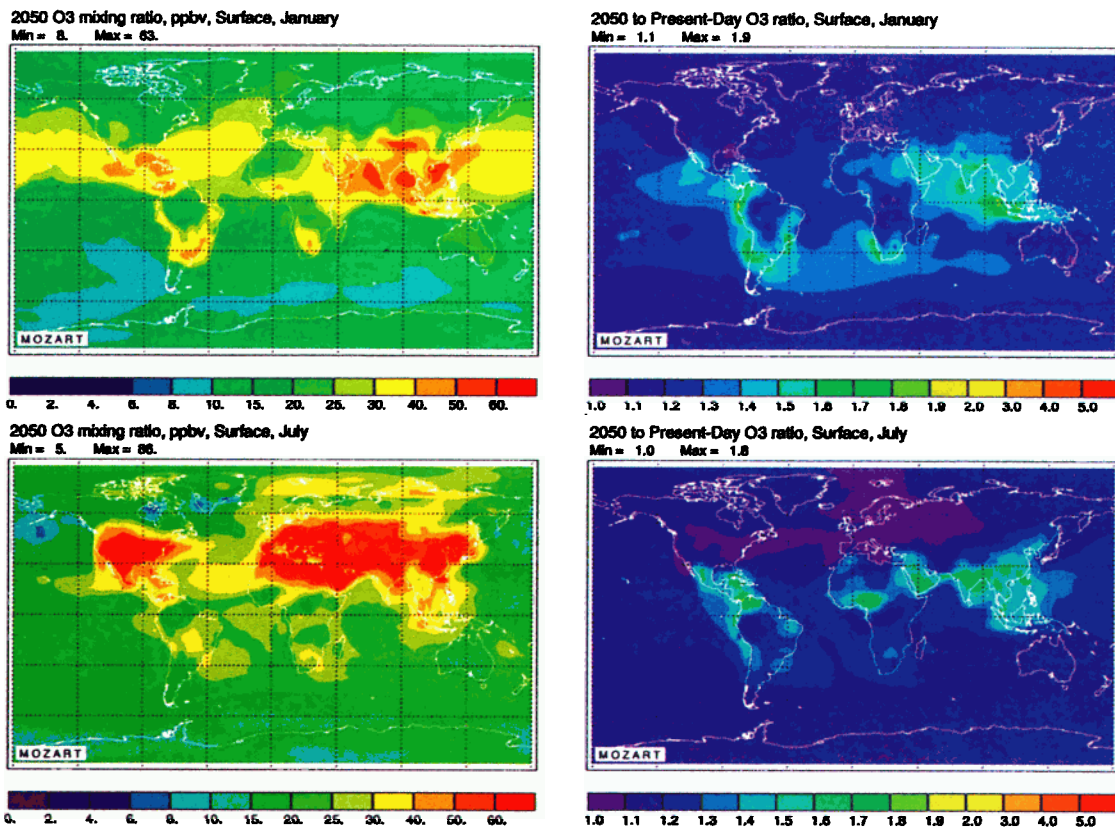 2050 O3 mixing ratio, ppbv, Surface, January
Min = 8. Max = 63.
MOZART
0. 2. 4. 6. 8. 10. 15. 20. 25. 30. 40. 50. 60.
2050 to Present-Day O3 ratio, Surface, January
Min = 1.1 Max = 1.9
MOZART
1.0 1.1 1.2 1.3 1.4 1.5 1.6 1.7 1.8 1.9 2.0 3.0 4.0 5.0
2050 O3 mixing ratio, ppbv, Surface, July
Min = 5. Max = 86.
MOZART
0. 2. 4. 6. 8. 10. 15. 20. 25. 30. 40. 50. 60.
2050 to Present-Day O3 ratio, Surface, July
Min = 1.0 Max = 1.8
MOZART
1.0 1.1 1.2 1.3 1.4 1.5 1.6 1.7 1.8 1.9 2.0 3.0 4.0 5.0